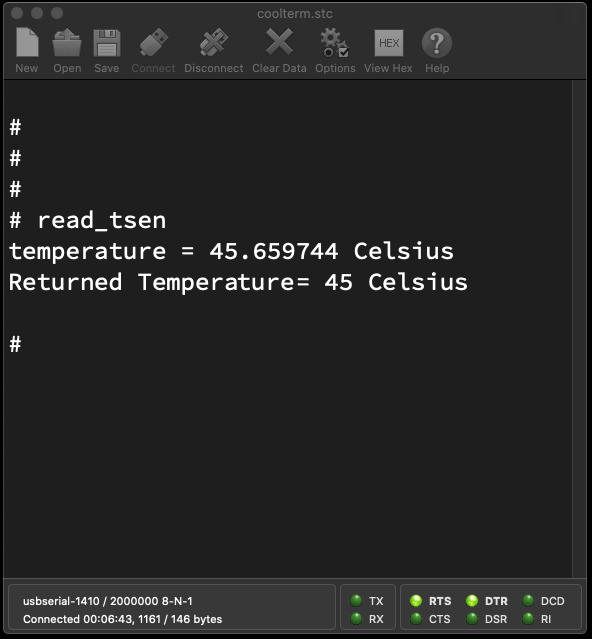 coolterm.stc
New Open Save Connect Disconnect Clear Data Options HEX View Hex ? Help
#
#
#
# read_tsen
temperature = 45.659744 Celsius
Returned Temperature= 45 Celsius
#
usbserial-1410 / 2000000 8-N-1
Connected 00:06:43, 1161 / 146 bytes
TX RTS DTR DCD
RX CTS DSR RI